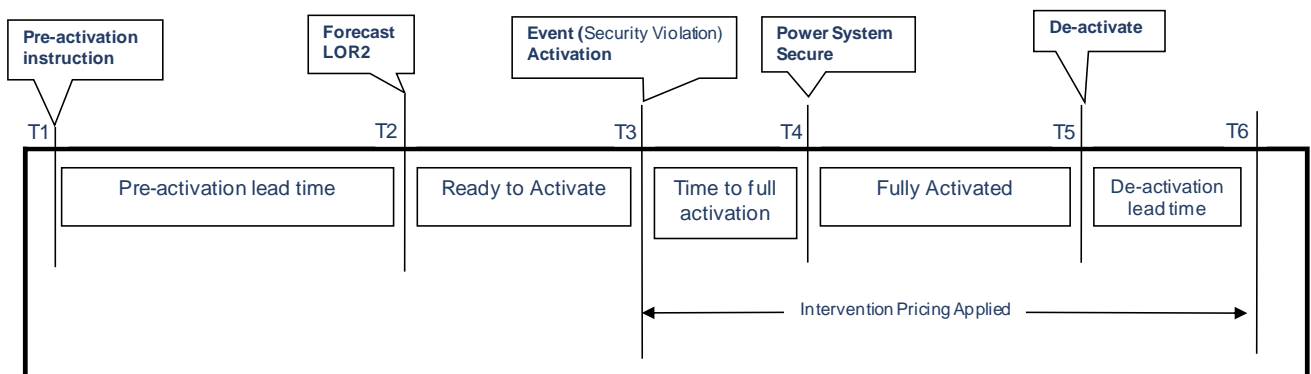 Pre-activation
instruction
Forecast
LOR2
Event (Security Violation)
Activation
Power System
Secure
De-activate
T1
T2
T3
T4
T5
T6
Pre-activation lead time
Ready to Activate
Time to full
activation
Fully Activated
De-activation
lead time
Intervention Pricing Applied